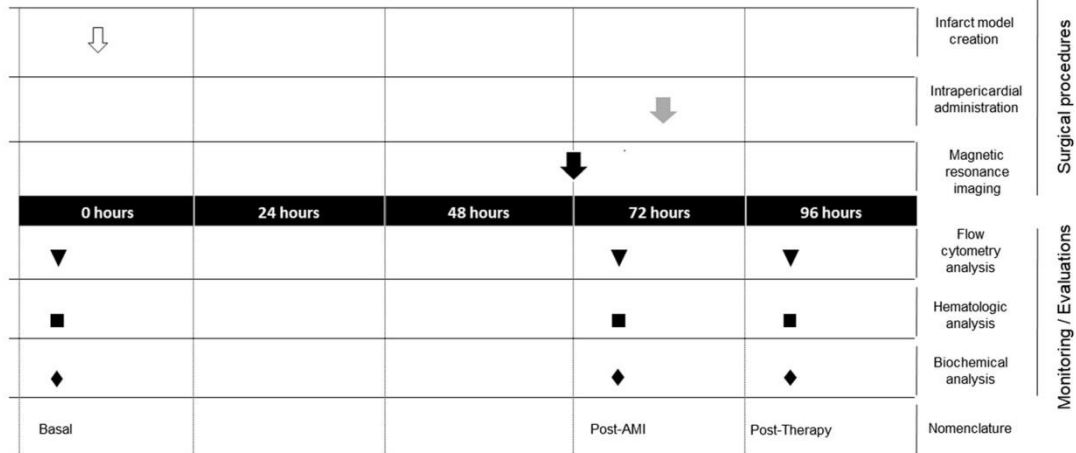 Infarct model
creation
Intrapericardial
administration
Magnetic
resonance
imaging
Surgical procedures
0 hours
24 hours
48 hours
72 hours
96 hours
Flow
cytometry
analysis
Hematologic
analysis
Biochemical
analysis
Monitoring / Evaluations
Basal
Post-AMI
Post-Therapy
Nomenclature